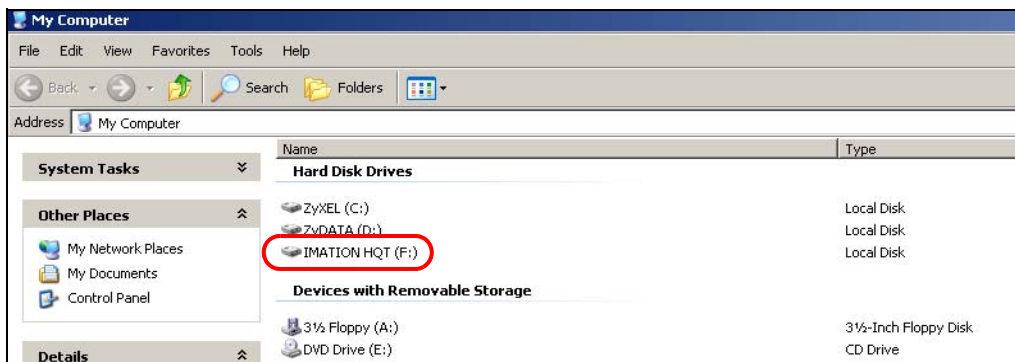 My Computer
File Edit View Favorites Tools Help
Back Search Folders
Address My Computer
Name Type
System Tasks
Hard Disk Drives
Other Places
ZyXEL (C:) Local Disk
ZyDATA (D:) Local Disk
My Network Places
IMATION HQT (F:) Local Disk
My Documents
Control Panel
Devices with Removable Storage
3½ Floppy (A:) 3½-Inch Floppy Disk
Details
DVD Drive (E:) CD Drive